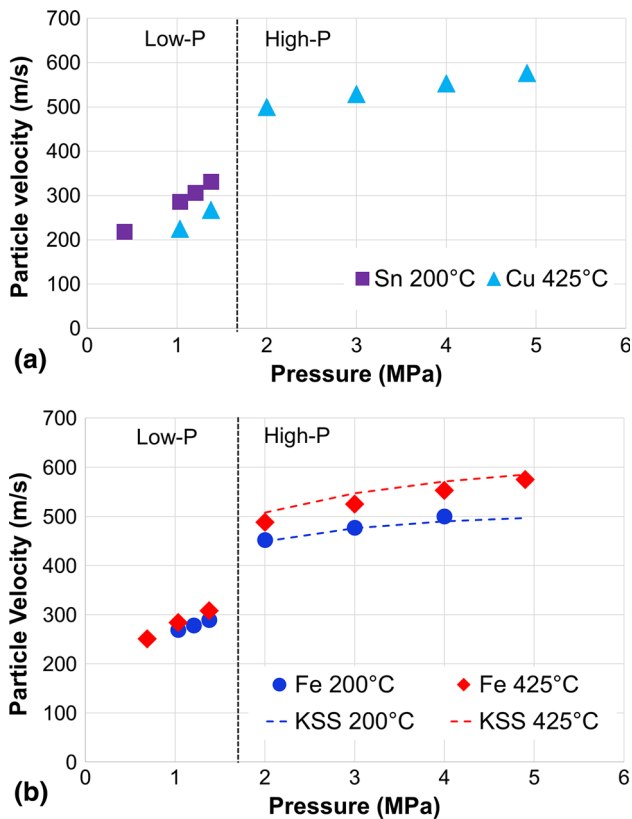 700
600
500
400
300
200
100
0
Particle velocity (m/s)
Low-P
High-P
Sn 200°C
Cu 425°C
0 1 2 3 4 5 6
Pressure (MPa)
(a)
700
600
500
400
300
200
100
0
Particle Velocity (m/s)
Low-P
High-P
Fe 200°C
Fe 425°C
KSS 200°C
KSS 425°C
0 1 2 3 4 5 6
Pressure (MPa)
(b)